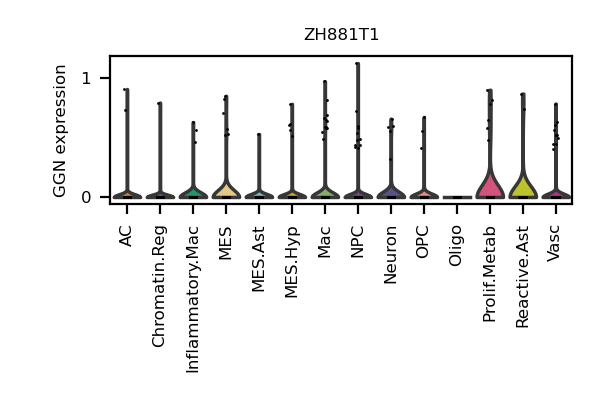 ZH881T1
GGN expression
1
0
AC
Chromatin.Reg
Inflammatory.Mac
MES
MES.Ast
MES.Hyp
Mac
NPC
Neuron
OPC
Oligo
Prolif.Metab
Reactive.Ast
Vasc